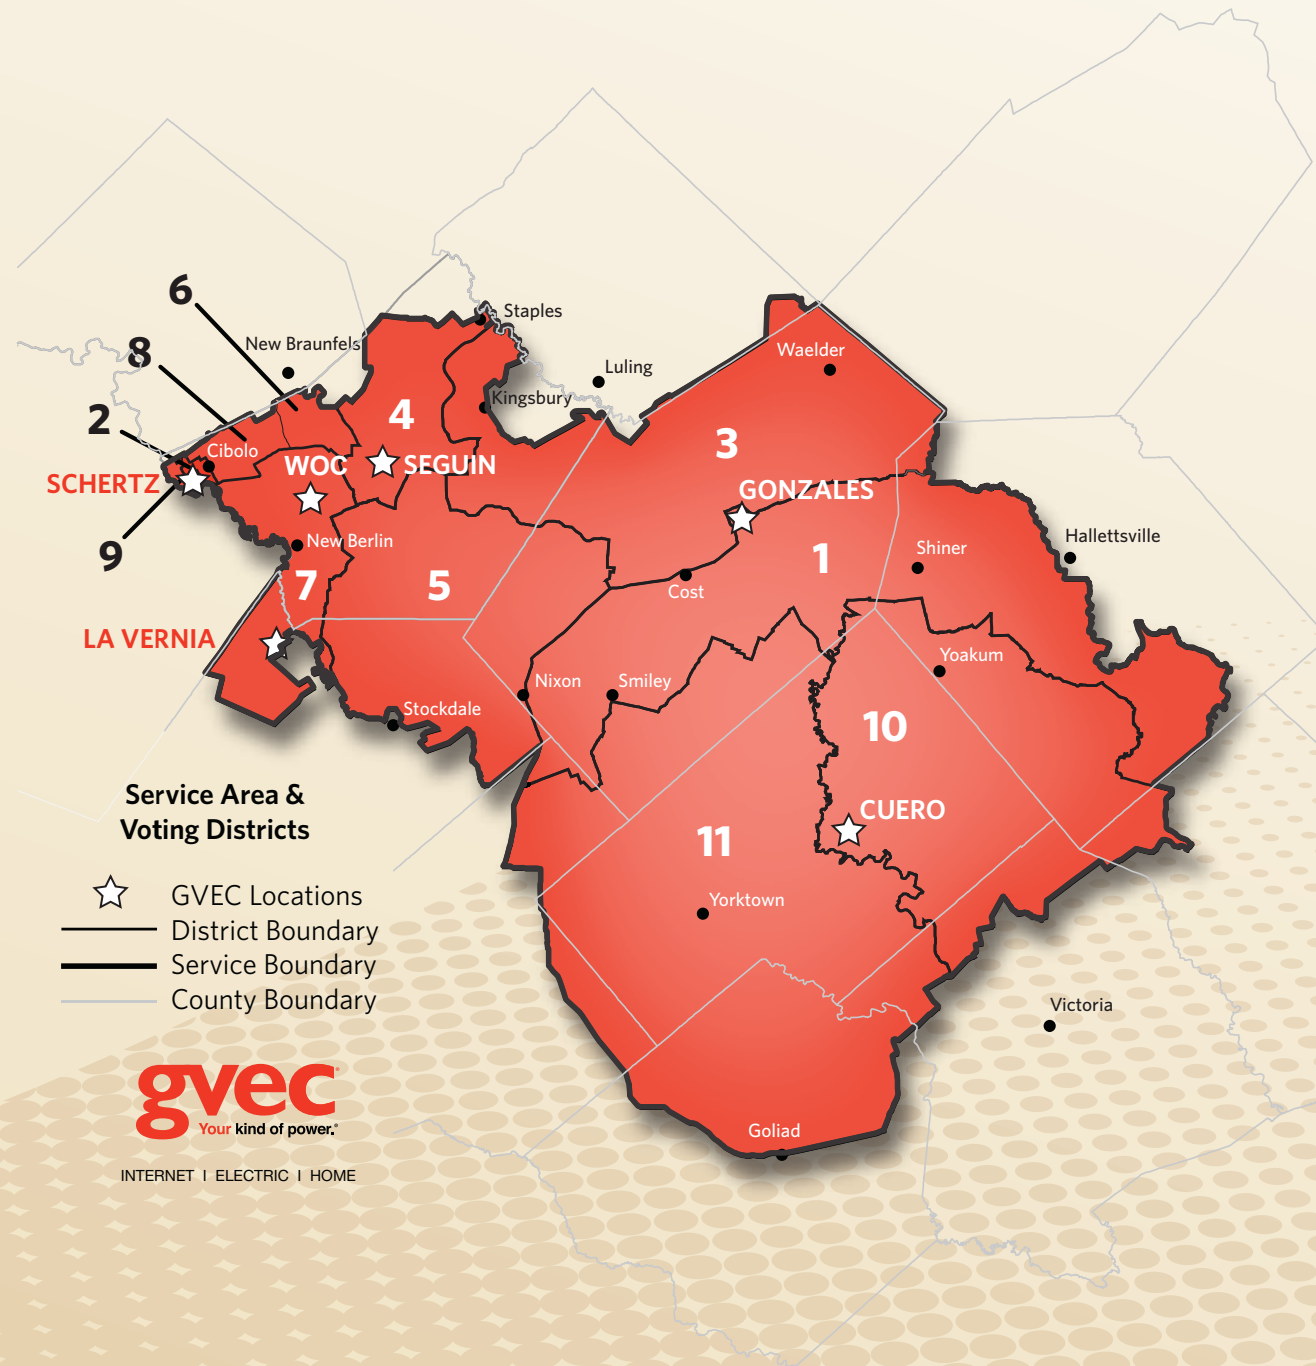 Staples
6
New Braunfels
8
Waelder
Luling
Kingsbury
2
4
3
Cibolo
WOC
SEGUIN
SCHERTZ
GONZALES
9
New Berlin
Hallettsville
Shiner
1
7
5
Cost
LA VERNIA
Yoakum
Nixon
Smiley
Stockdale
10
Service Area &
Voting Districts
CUERO
11
GVEC Locations
Yorktown
District Boundary
Service Boundary
County Boundary
Victoria
gvec
Your kind of power.
Goliad
INTERNET I ELECTRIC I HOME